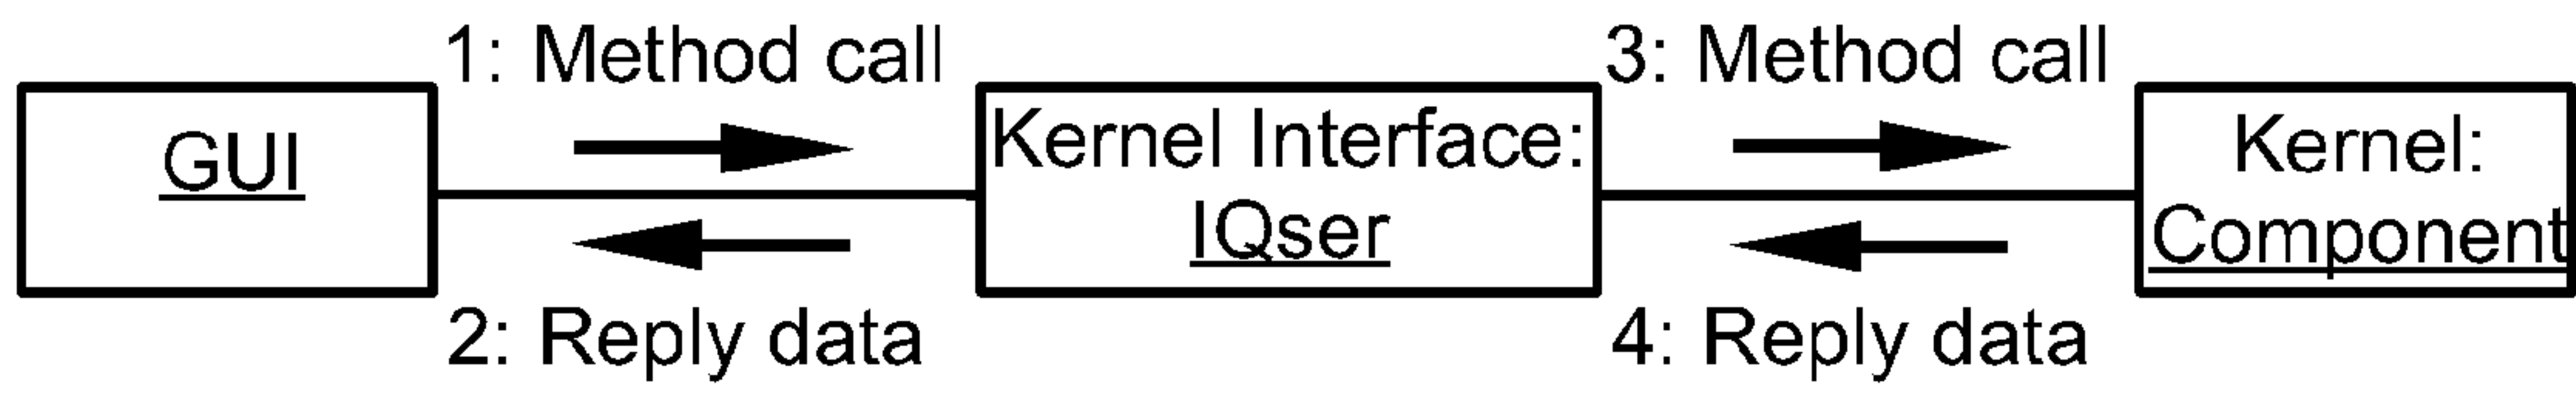 1: Method call
3: Method call
GUI
Kernel Interface:
IQser
Kernel:
Component
2: Reply data
4: Reply data